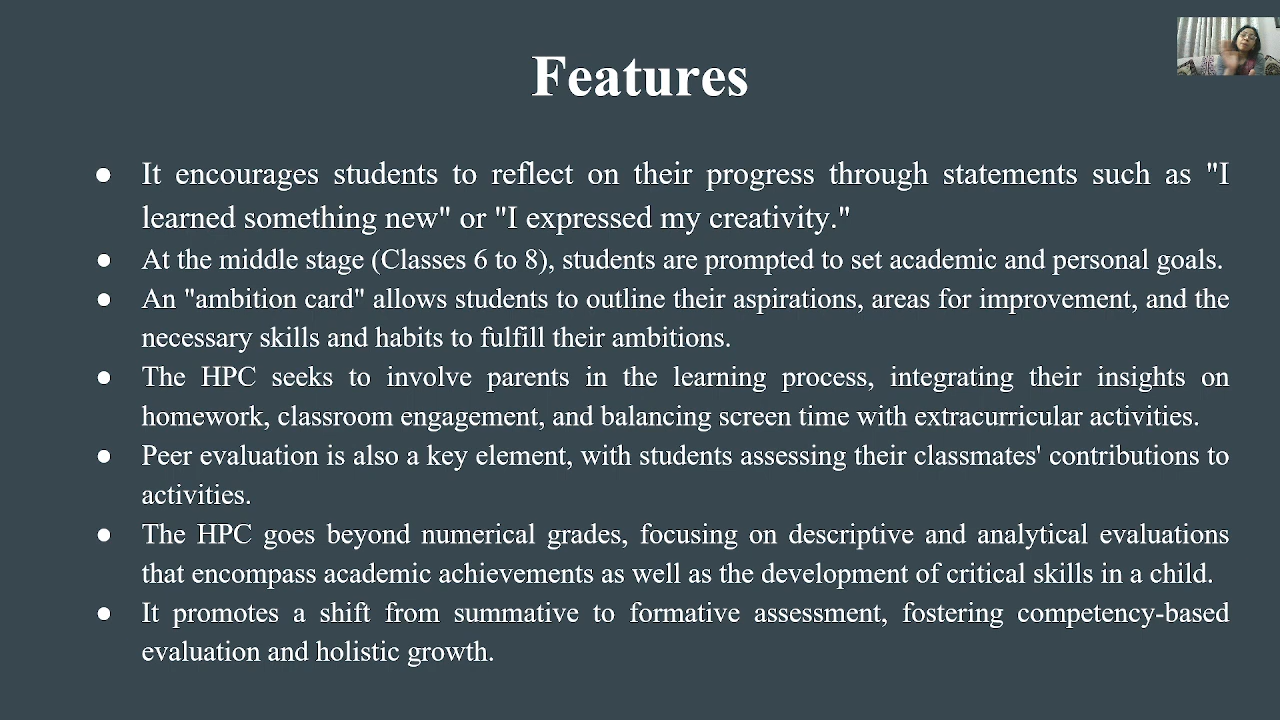 Features
● It encourages students to reflect on their progress through statements such as "I
learned something new" or "I expressed my creativity."
● At the middle stage (Classes 6 to 8), students are prompted to set academic and personal goals.
● An "ambition card" allows students to outline their aspirations, areas for improvement, and the
necessary skills and habits to fulfill their ambitions.
● The HPC seeks to involve parents in the learning process, integrating their insights on
homework, classroom engagement, and balancing screen time with extracurricular activities.
● Peer evaluation is also a key element, with students assessing their classmates' contributions to
activities.
● The HPC goes beyond numerical grades, focusing on descriptive and analytical evaluations
that encompass academic achievements as well as the development of critical skills in a child.
● It promotes a shift from summative to formative assessment, fostering competency-based
evaluation and holistic growth.